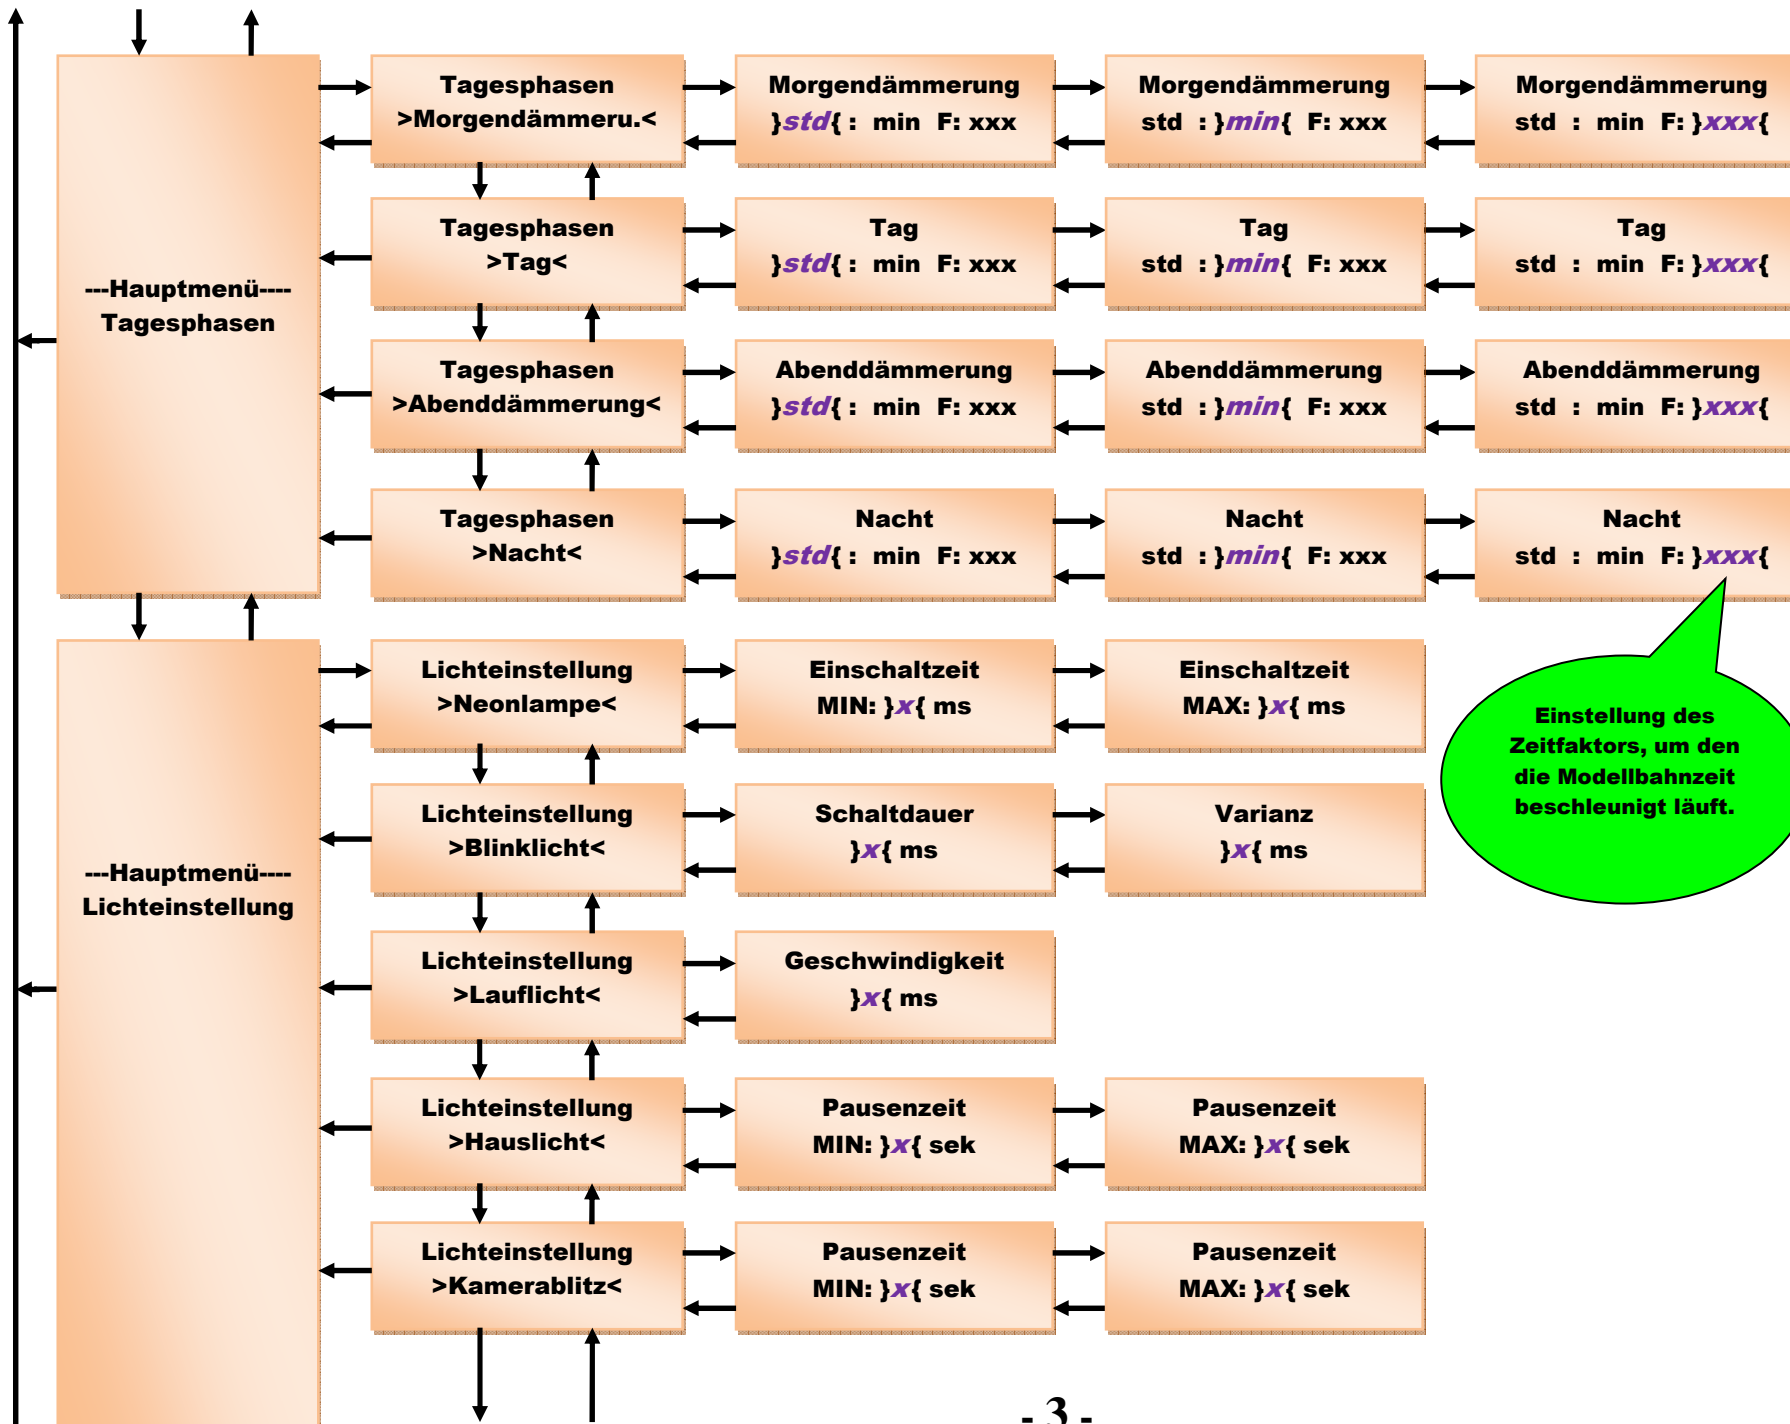 ---Hauptmenü----
Tagesphasen
Tagesphasen
>Morgendämmeru.<
Morgendämmerung
}std{ : min F: xxx
Morgendämmerung
std : }min{ F: xxx
Morgendämmerung
std : min F: }xxx{
Tagesphasen
>Tag<
Tag
}std{ : min F: xxx
Tag
std : }min{ F: xxx
Tag
std : min F: }xxx{
Tagesphasen
>Abenddämmerung<
Abenddämmerung
}std{ : min F: xxx
Abenddämmerung
std : }min{ F: xxx
Abenddämmerung
std : min F: }xxx{
Tagesphasen
>Nacht<
Nacht
}std{ : min F: xxx
Nacht
std : }min{ F: xxx
Nacht
std : min F: }xxx{
Einstellung des
Zeitfaktors, um den
die Modellbahnzeit
beschleunigt läuft.
---Hauptmenü----
Lichteinstellung
Lichteinstellung
>Neonlampe<
Einschaltzeit
MIN: }x{ ms
Einschaltzeit
MAX: }x{ ms
Lichteinstellung
>Blinklicht<
Schaltdauer
}x{ ms
Varianz
}x{ ms
Lichteinstellung
>Lauflicht<
Geschwindigkeit
}x{ ms
Lichteinstellung
>Hauslicht<
Pausenzeit
MIN: }x{ sek
Pausenzeit
MAX: }x{ sek
Lichteinstellung
>Kamerablitz<
Pausenzeit
MIN: }x{ sek
Pausenzeit
MAX: }x{ sek
- 3 -